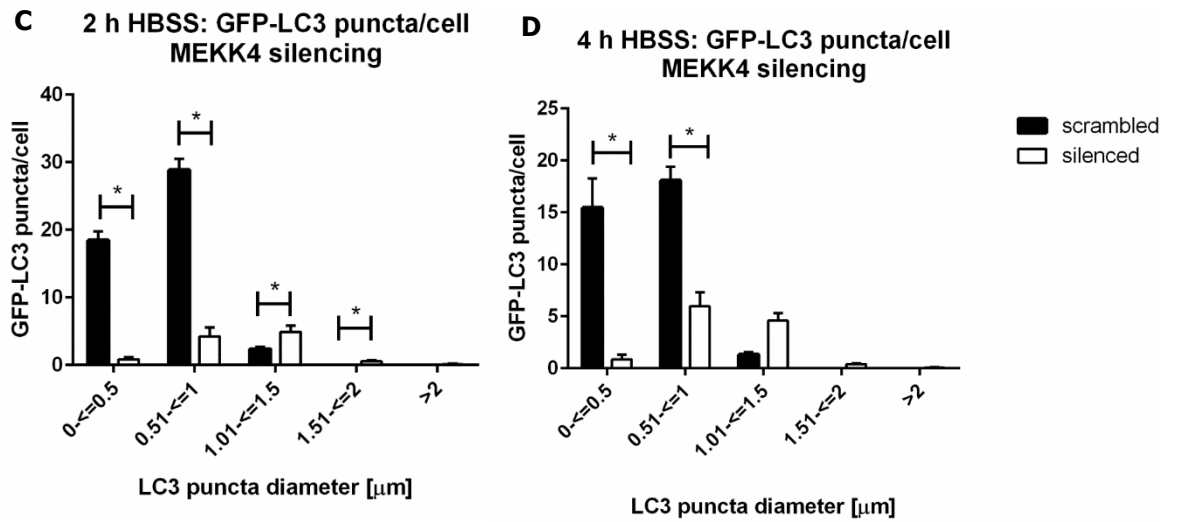 C
2 h HBSS: GFP-LC3 puncta/cell
MEKK4 silencing
GFP-LC3 puncta/cell
40
30
20
10
0
*
*
*
*
0-<=0.5
0.51-<=1
1.01-<=1.5
1.51-<=2
>2
LC3 puncta diameter [μm]
D
4 h HBSS: GFP-LC3 puncta/cell
MEKK4 silencing
GFP-LC3 puncta/cell
25
20
15
10
5
0
*
*
0-<=0.5
0.51-<=1
1.01-<=1.5
1.51-<=2
>2
LC3 puncta diameter [μm]
scrambled
silenced